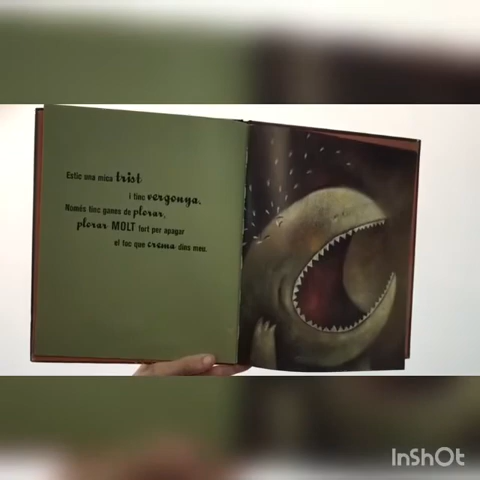 Estic una mica trist
i tinc vergonya.
Només tinc ganes de plorar,
plorar MOLT fort per apagar
el foc que crema dins meu.
InShOt